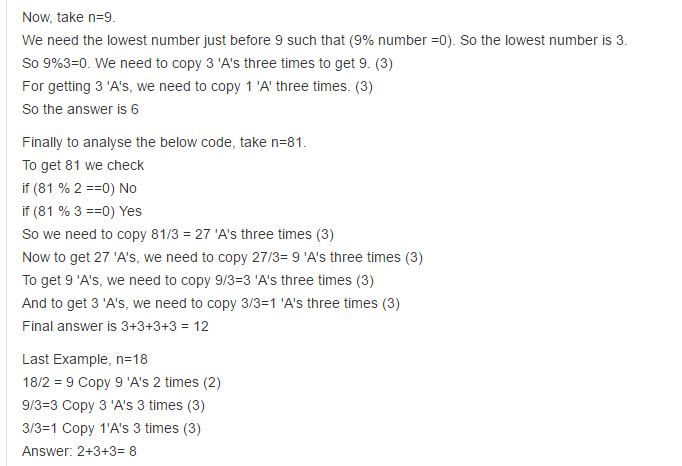 Now, take n=9.
We need the lowest number just before 9 such that (9% number =0). So the lowest number is 3.
So 9%3=0. We need to copy 3 'A's three times to get 9. (3)
For getting 3 'A's, we need to copy 1 'A' three times. (3)
So the answer is 6
Finally to analyse the below code, take n=81.
To get 81 we check
if (81 % 2 ==0) No
if (81 % 3 ==0) Yes
So we need to copy 81/3 = 27 'A's three times (3)
Now to get 27 'A's, we need to copy 27/3= 9 'A's three times (3)
To get 9 'A's, we need to copy 9/3=3 'A's three times (3)
And to get 3 'A's, we need to copy 3/3=1 'A's three times (3)
Final answer is 3+3+3+3 = 12
Last Example, n=18
18/2 = 9 Copy 9 'A's 2 times (2)
9/3=3 Copy 3 'A's 3 times (3)
3/3=1 Copy 1'A's 3 times (3)
Answer: 2+3+3= 8